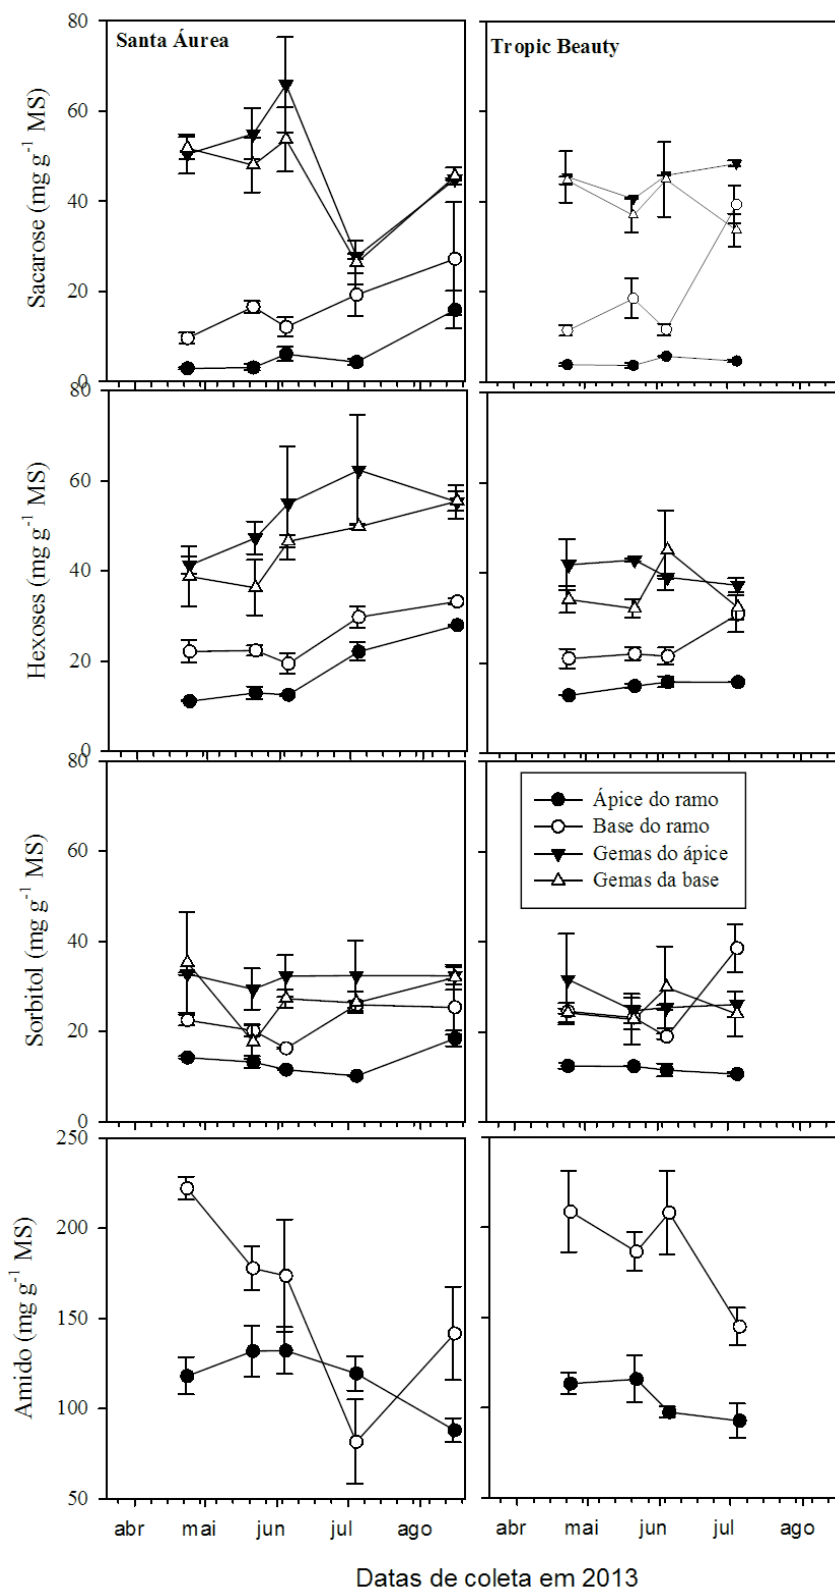 Santa Áurea
Tropic Beauty
Sacarose (mg g⁻¹ MS)
80
60
40
20
0
Hexoses (mg g⁻¹ MS)
80
60
40
20
0
Sorbitol (mg g⁻¹ MS)
80
60
40
20
0
Ápice do ramo
Base do ramo
Gemas do ápice
Gemas da base
Amido (mg g⁻¹ MS)
250
200
150
100
50
abr mai jun jul ago
abr mai jun jul ago
Datas de coleta em 2013